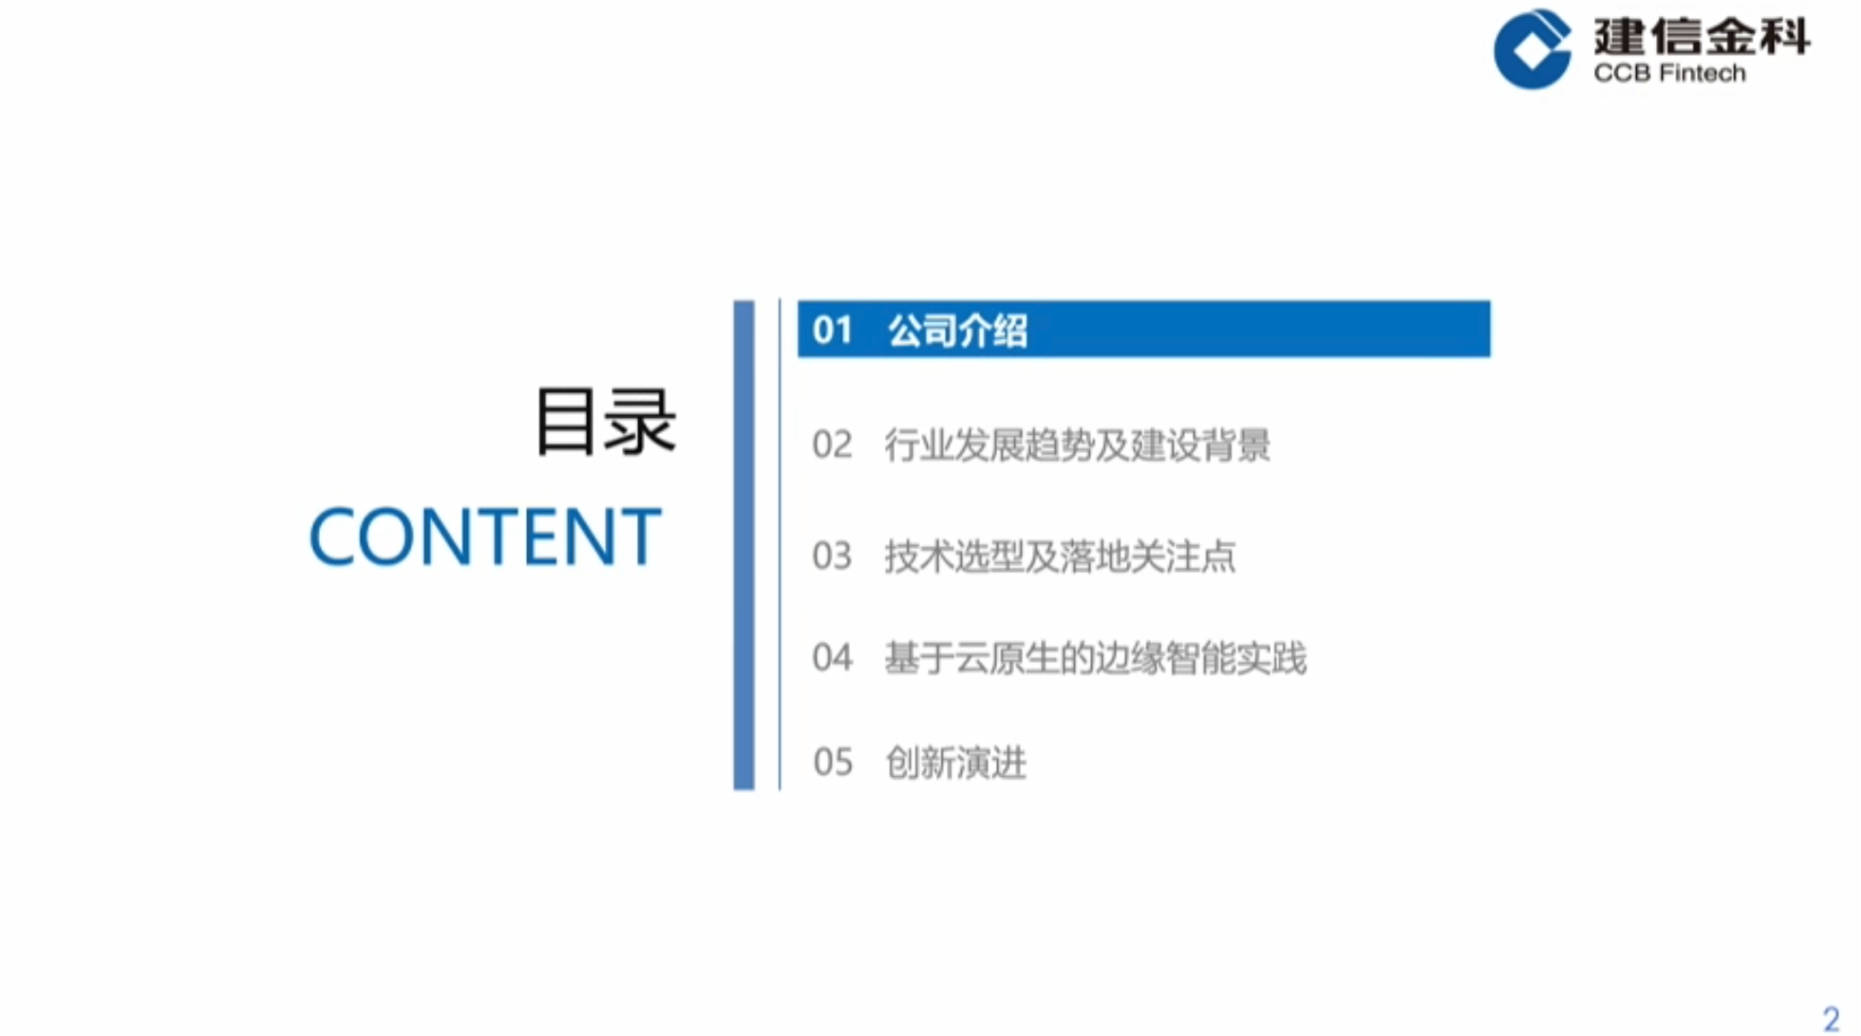 建信金科
CCB Fintech
目录
CONTENT
01 公司介绍
02 行业发展趋势及建设背景
03 技术选型及落地关注点
04 基于云原生的边缘智能实践
05 创新演进
2